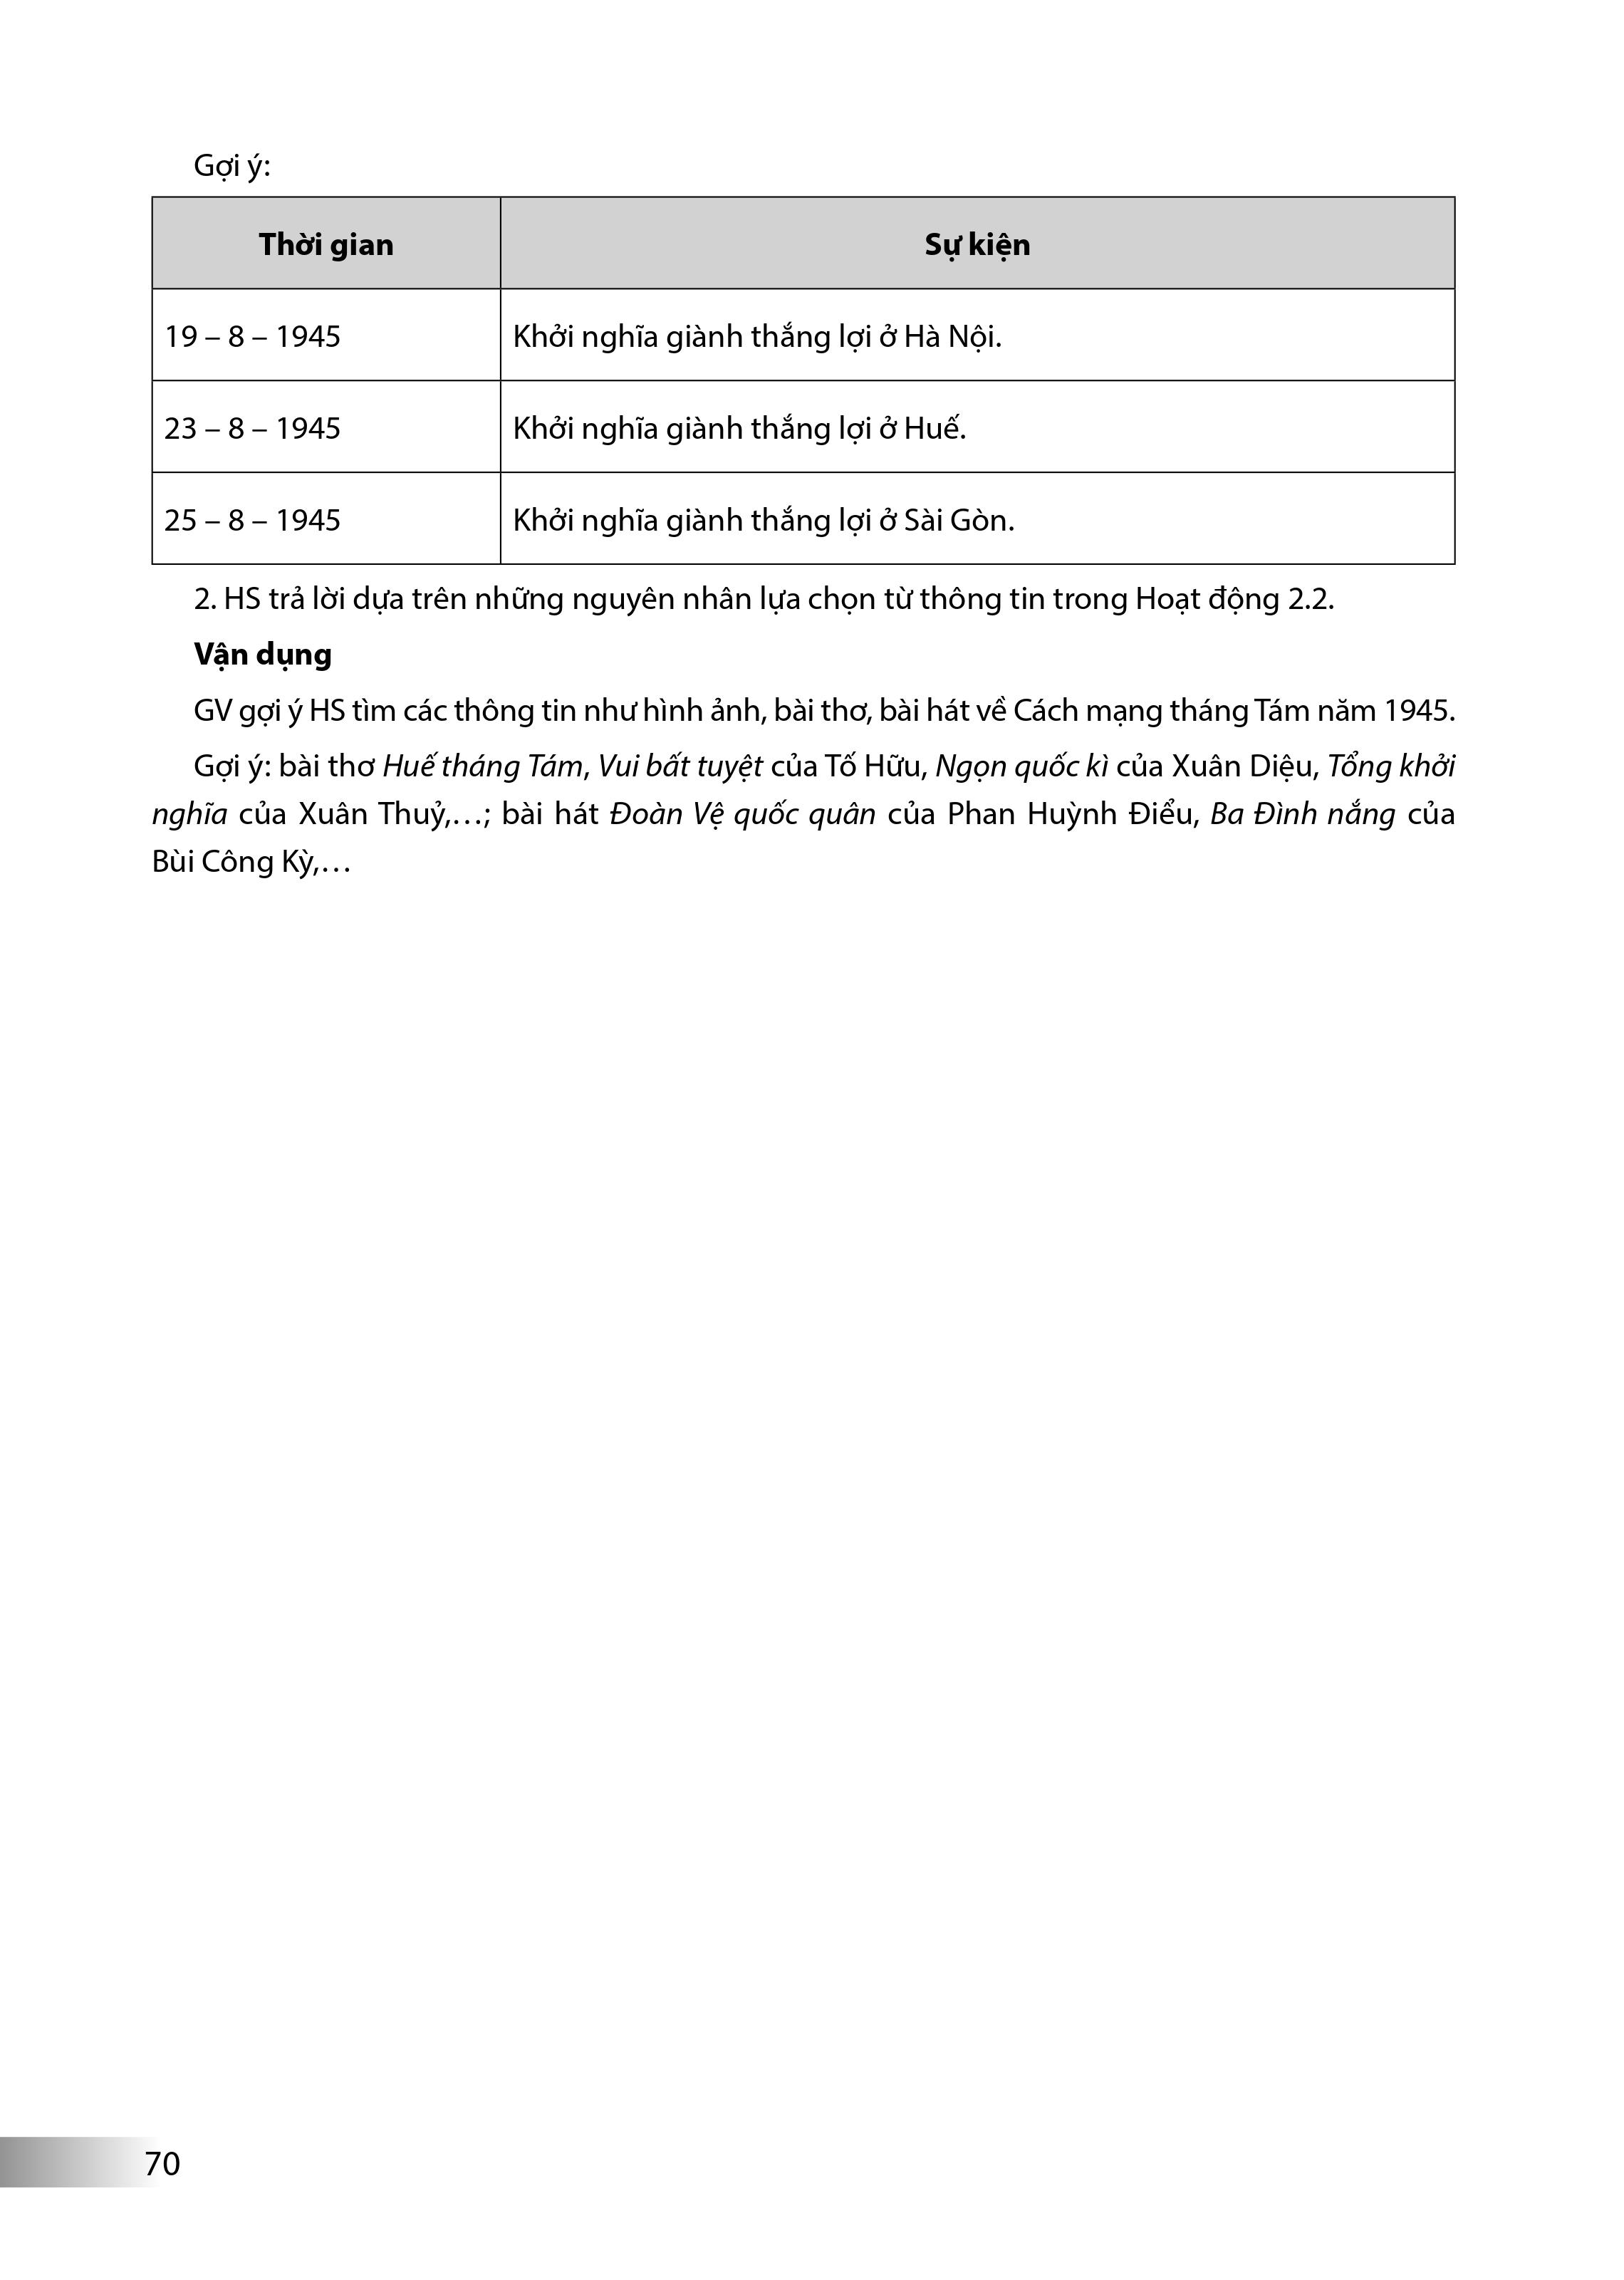 Gợi ý:
Thời gian Sự kiện
19 – 8 – 1945 Khởi nghĩa giành thắng lợi ở Hà Nội.
23 – 8 – 1945 Khởi nghĩa giành thắng lợi ở Huế.
25 – 8 – 1945 Khởi nghĩa giành thắng lợi ở Sài Gòn.
2. HS trả lời dựa trên những nguyên nhân lựa chọn từ thông tin trong Hoạt động 2.2.
Vận dụng
GV gợi ý HS tìm các thông tin như hình ảnh, bài thơ, bài hát về Cách mạng tháng Tám năm 1945.
Gợi ý: bài thơ Huế tháng Tám, Vui bất tuyệt của Tố Hữu, Ngọn quốc kì của Xuân Diệu, Tổng khởi
nghĩa của Xuân Thuỷ,…; bài hát Đoàn Vệ quốc quân của Phan Huỳnh Điểu, Ba Đình nắng của
Bùi Công Kỳ,…
70